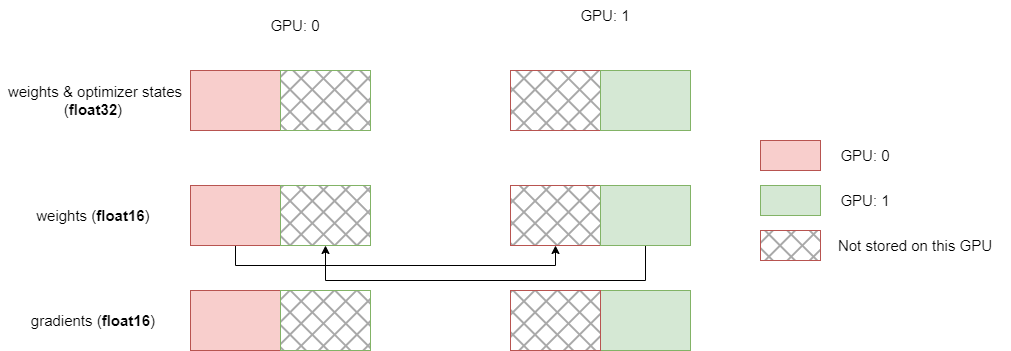 GPU: 0
GPU: 1
weights & optimizer states
(float32)
weights (float16)
gradients (float16)
GPU: 0
GPU: 1
Not stored on this GPU